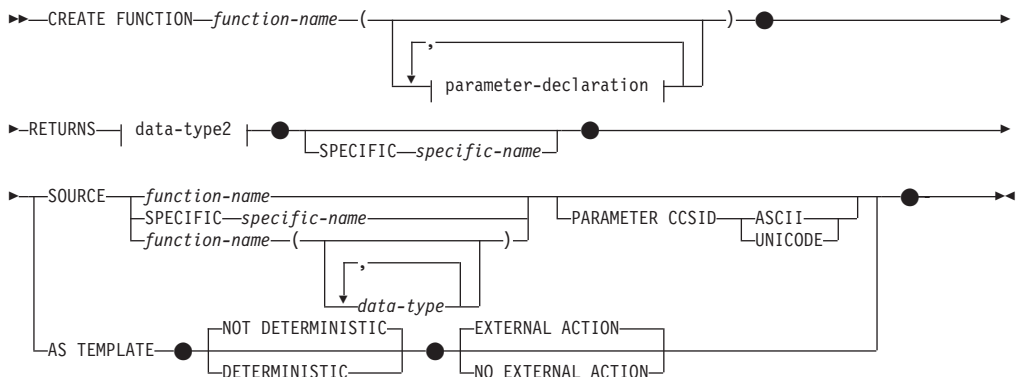 CREATE FUNCTION function-name ( )
,
parameter-declaration
RETURNS data-type2
SPECIFIC specific-name
SOURCE function-name
SPECIFIC specific-name
function-name ( )
,
data-type
PARAMETER CCSID ASCII
UNICODE
AS TEMPLATE
NOT DETERMINISTIC
DETERMINISTIC
EXTERNAL ACTION
NO EXTERNAL ACTION